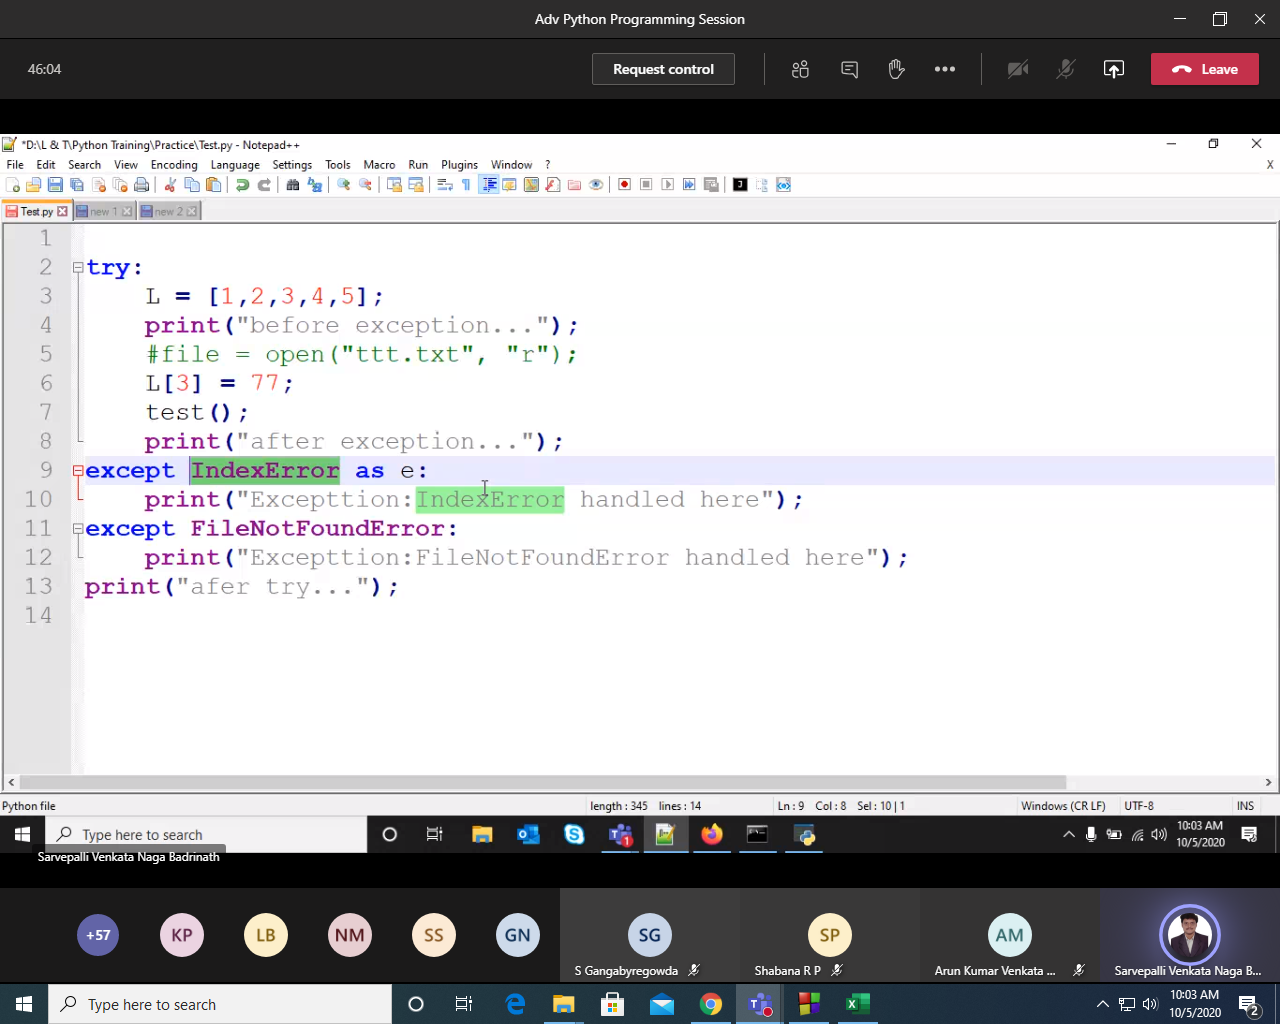 Adv Python Programming Session
46:04
Request control
Leave
*D:\L & T\Python Training\Practice\Test.py - Notepad++
File Edit Search View Encoding Language Settings Tools Macro Run Plugins Window ?
X
Test.py new 1 new 2
1
2 try:
3 L = [1,2,3,4,5];
4 print("before exception...");
5 #file = open("ttt.txt", "r");
6 L[3] = 77;
7 test();
8 print("after exception...");
9 except IndexError as e:
10 print("Excepttion:IndexError handled here");
11 except FileNotFoundError:
12 print("Excepttion:FileNotFoundError handled here");
13 print("afer try...");
14
Python file length : 345 lines : 14 Ln : 9 Col : 8 Sel : 10 | 1 Windows (CR LF) UTF-8 INS
Type here to search
1
10:03 AM
10/5/2020
Sarvepalli Venkata Naga Badrinath
+57 KP LB NM SS GN SG SP AM
S Gangabyregowda Shabana R P Arun Kumar Venkata ... Sarvepalli Venkata Naga B...
Type here to search
10:03 AM
10/5/2020
2